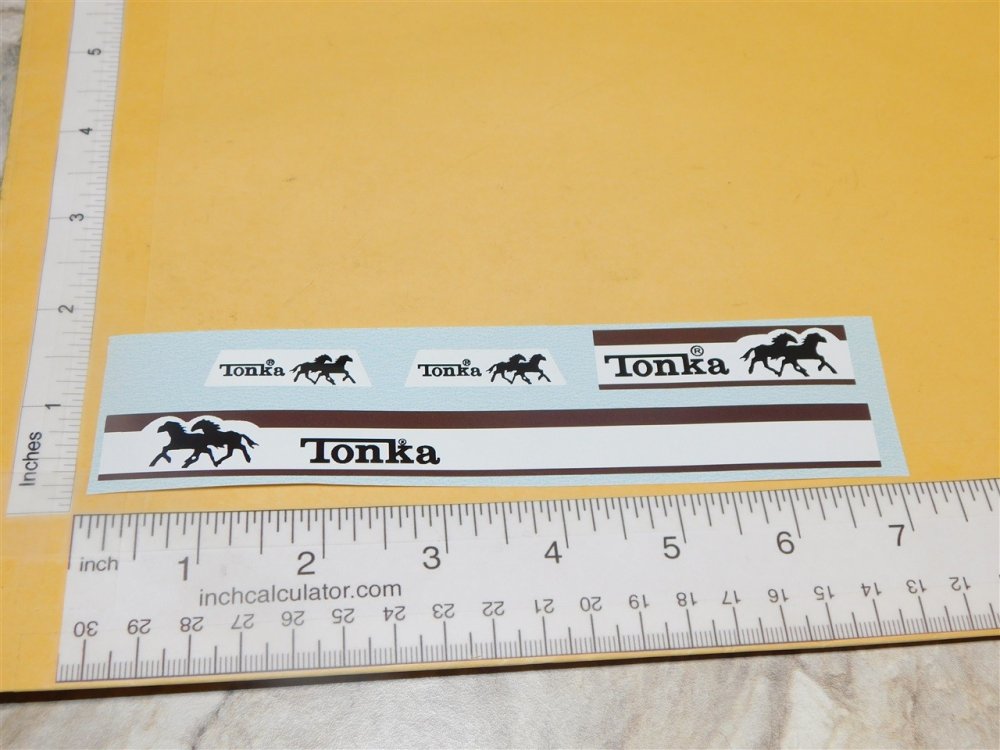 5
4
3
2
1
Inches
Tonka®
Tonka®
Tonka®
Tonka®
inch 1 2 3 4 5 6 7
inchcalculator.com
30 29 28 27 26 25 24 23 22 21 20 19 18 17 16 15 14 13 12